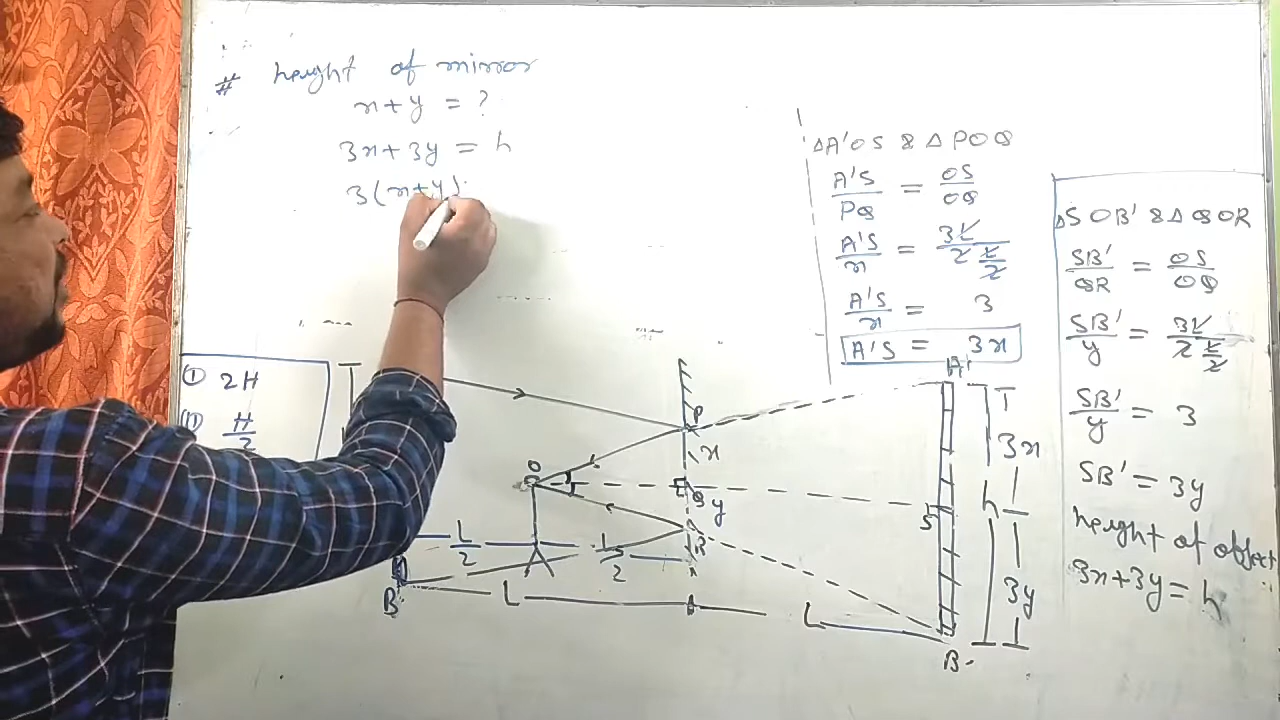 # height of mirror
x + y = ?
3x + 3y = h
3(x+y)
① 2H
② H/2
ΔA'OS & ΔPOQ
A'S/PQ = OS/OQ
A'S/x = 3L/2 L/2
A'S/x = 3
A'S = 3x
ΔSOB' & ΔQOR
SB'/QR = OS/OQ
SB'/y = 3L/2 L/2
SB'/y = 3
SB' = 3y
height of object
3x+3y = h
A'
P
x
O
Q
y
R
S
3x
h
3y
L/2
L/2
B
L
L
B'